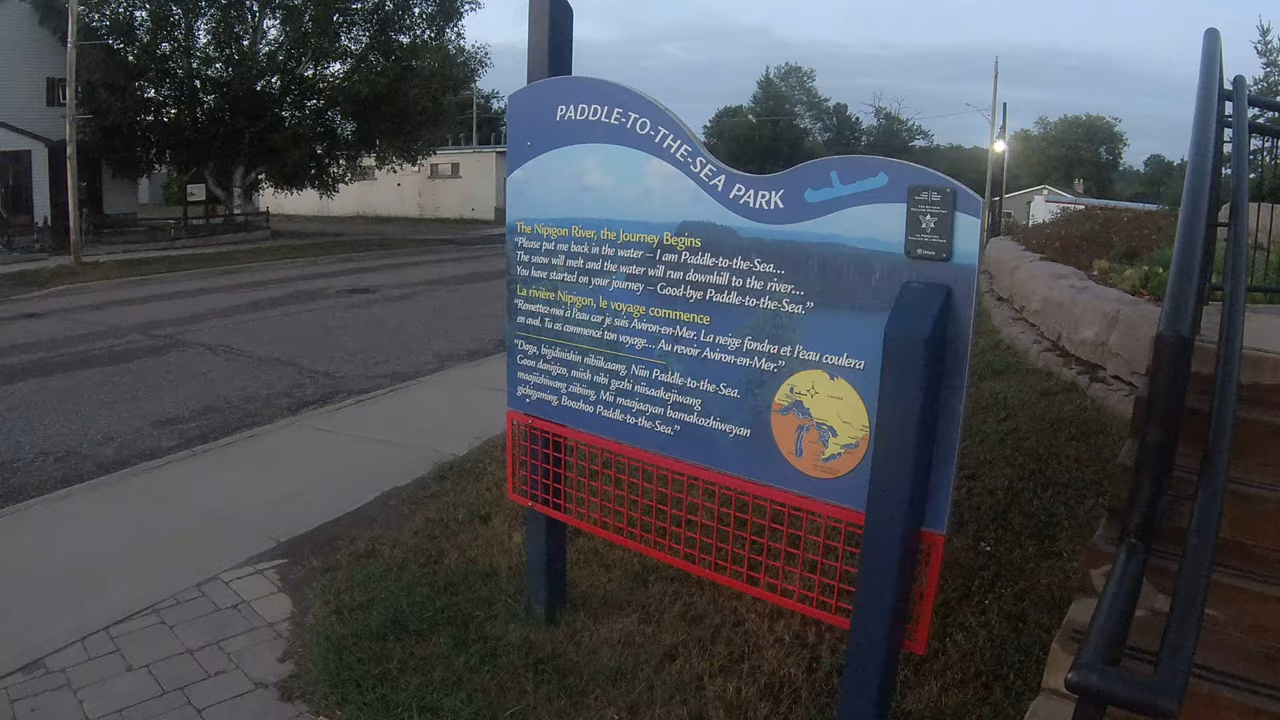 PADDLE-TO-THE-SEA PARK
The Nipigon River, the Journey Begins
"Please put me back in the water – I am Paddle-to-the-Sea...
The snow will melt and the water will run downhill to the river...
You have started on your journey – Good-bye Paddle-to-the-Sea."
La rivière Nipigon, le voyage commence
"Remettez-moi à l'eau car je suis Aviron-en-Mer. La neige fondra et l'eau coulera
en aval. Tu as commencé ton voyage... Au revoir Aviron-en-Mer."
"Daga, bigidinishin nibiikaang. Niin Paddle-to-the-Sea.
Goon daningizo, miish nibi gezhi niisaakejiwang
maajiizhiwang ziibiing. Mii maajaayan bamakozhiweyan
gichigaming. Boozhoo Paddle-to-the-Sea."